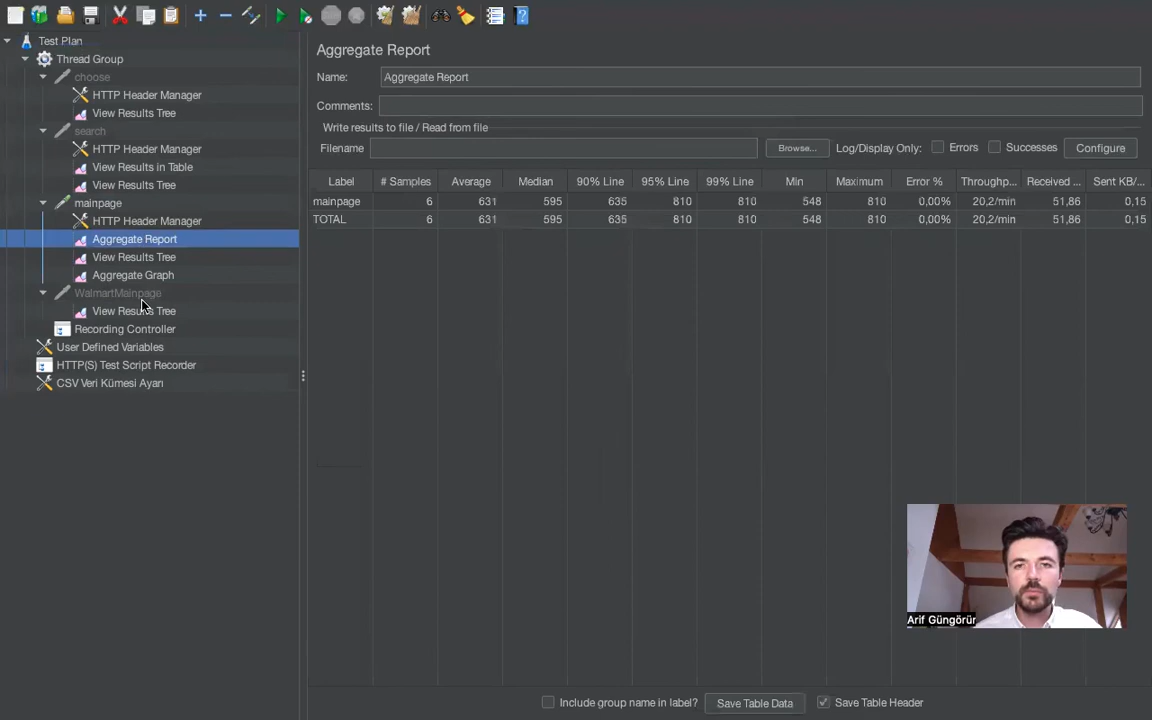 Test Plan
Thread Group
choose
HTTP Header Manager
View Results Tree
search
HTTP Header Manager
View Results in Table
View Results Tree
mainpage
HTTP Header Manager
Aggregate Report
View Results Tree
Aggregate Graph
WalmartMainpage
View Results Tree
Recording Controller
User Defined Variables
HTTP(S) Test Script Recorder
CSV Veri Kümesi Ayarı
Aggregate Report
Name: Aggregate Report
Comments:
Write results to file / Read from file
Filename Browse... Log/Display Only: Errors Successes Configure
Label # Samples Average Median 90% Line 95% Line 99% Line Min Maximum Error % Throughp... Received ... Sent KB/...
mainpage 6 631 595 635 810 810 548 810 0,00% 20,2/min 51,86 0,15
TOTAL 6 631 595 635 810 810 548 810 0,00% 20,2/min 51,86 0,15
Arif Güngörür
Include group name in label? Save Table Data Save Table Header